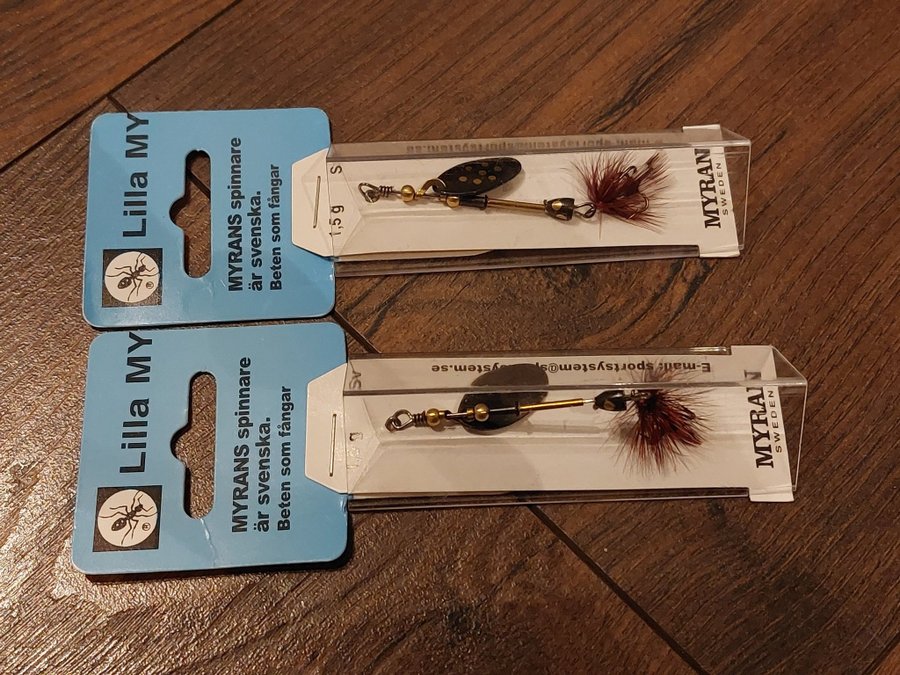 Lilla MY
®
MYRANS spinnare
är svenska.
Beten som fångar
1,5 g S
MYRAN
SWEDEN
Lilla MY
®
MYRANS spinnare
är svenska.
Beten som fångar
g Sv
E-mail: sportsystem@sportsystem.se
MYRAN
SWEDEN